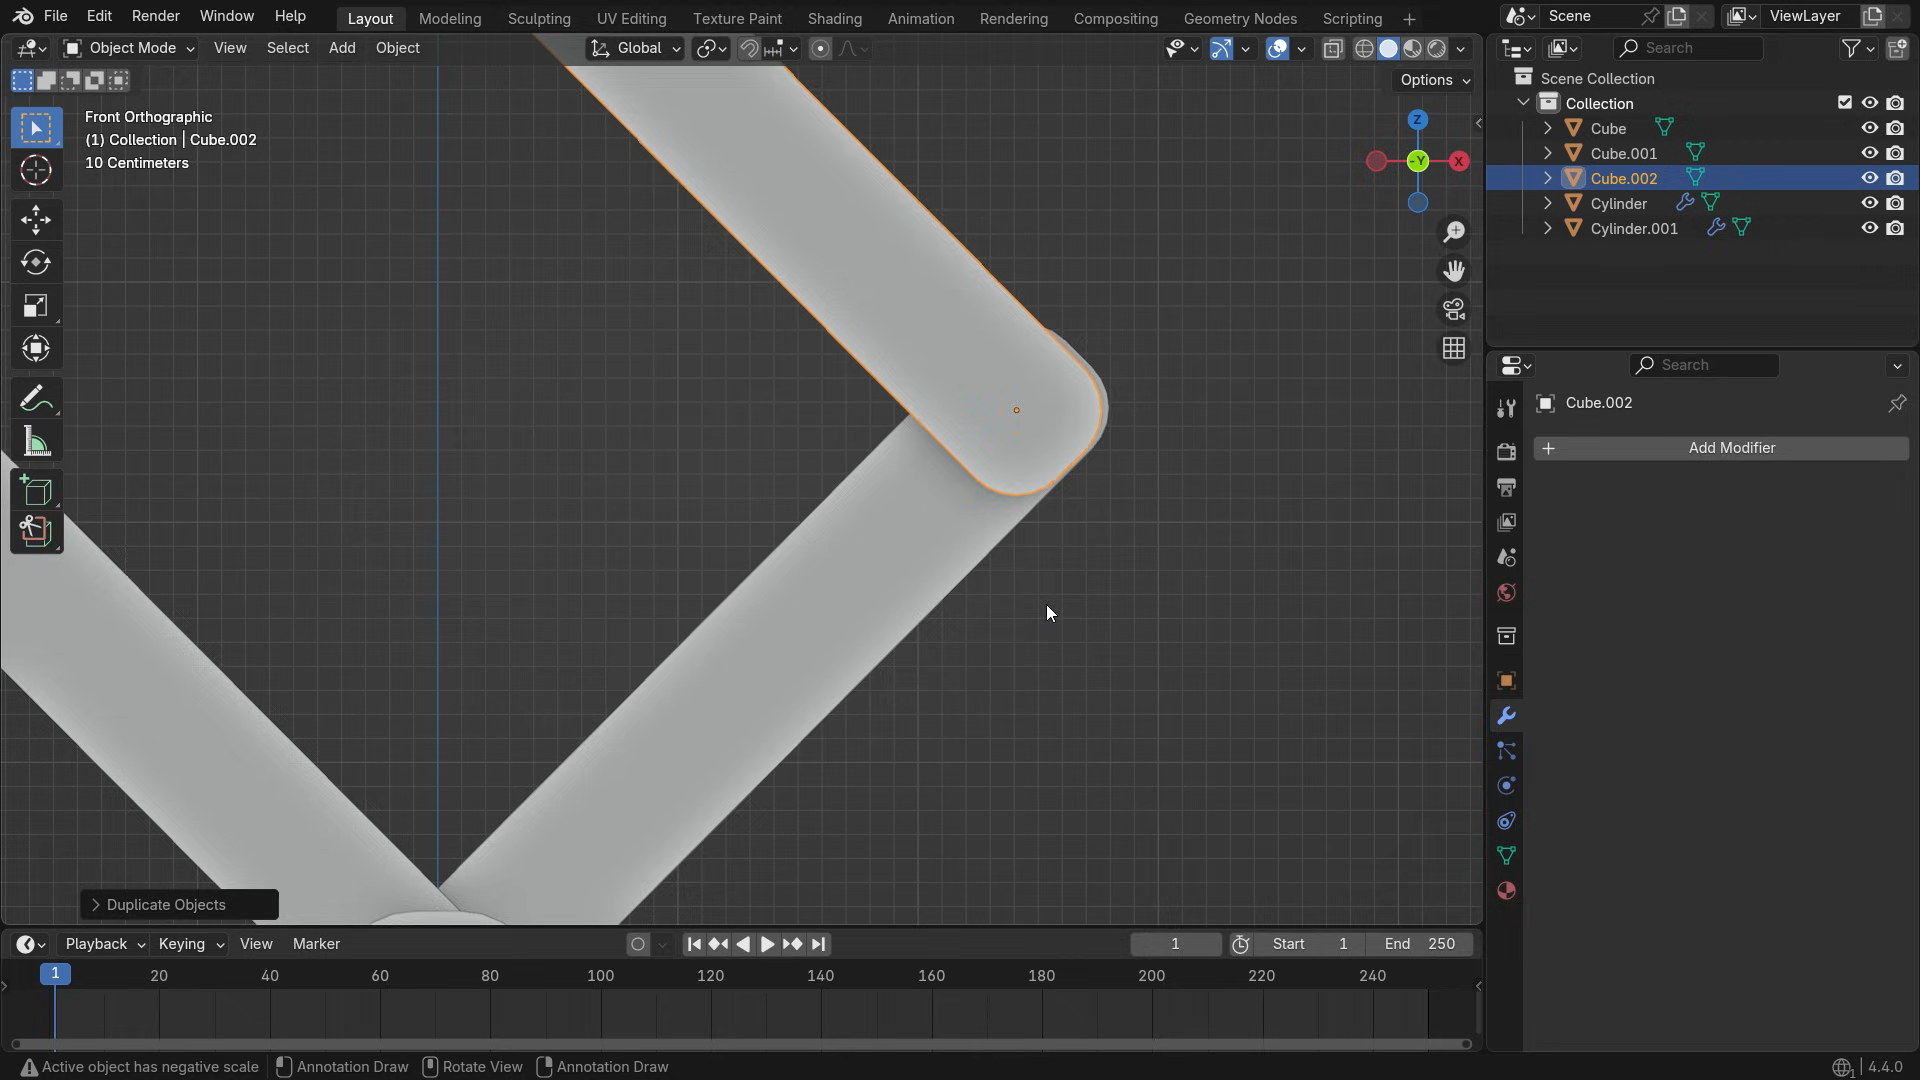 File Edit Render Window Help
Layout Modeling Sculpting UV Editing Texture Paint Shading Animation Rendering Compositing Geometry Nodes Scripting +
Scene ViewLayer
Object Mode View Select Add Object Global
Search
Options
Front Orthographic
(1) Collection | Cube.002
10 Centimeters
Z
-Y
X
Scene Collection
Collection
Cube
Cube.001
Cube.002
Cylinder
Cylinder.001
Search
Cube.002
+ Add Modifier
Duplicate Objects
Playback Keying View Marker 1 Start 1 End 250
1 20 40 60 80 100 120 140 160 180 200 220 240
Active object has negative scale Annotation Draw Rotate View Annotation Draw 1 4.4.0